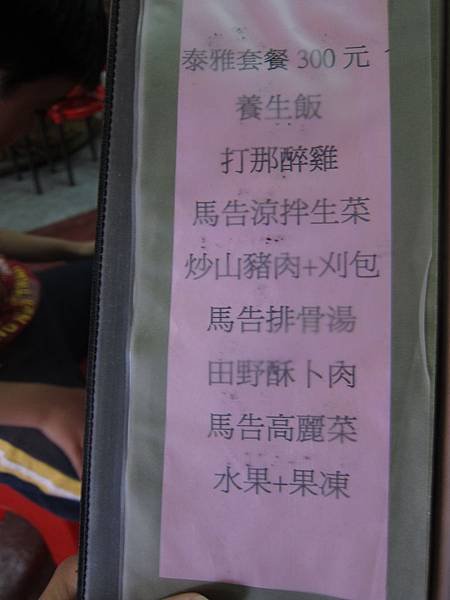 泰雅套餐 300 元
養生飯
打那醉雞
馬告涼拌生菜
炒山豬肉+刈包
馬告排骨湯
田野酥卜肉
馬告高麗菜
水果+果凍